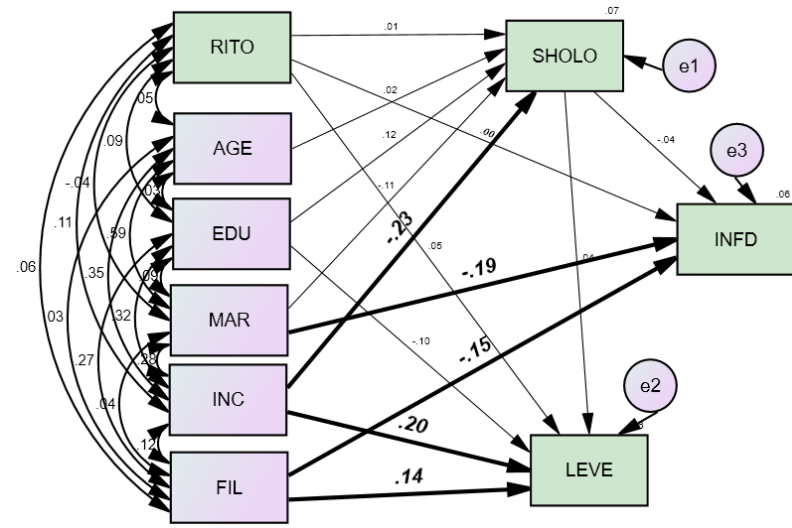 .07
RITO
.01
SHOLO
e1
.05
.02
.09
AGE
.12
.00
-.04
e3
-.04
.03
-.11
.06
.11
.59
EDU
-.23
INFD
.05
.06
.35
.09
-.19
.03
.32
MAR
-.10
-.15
.27
.28
e2
.04
INC
.20
.12
.14
LEVE
FIL